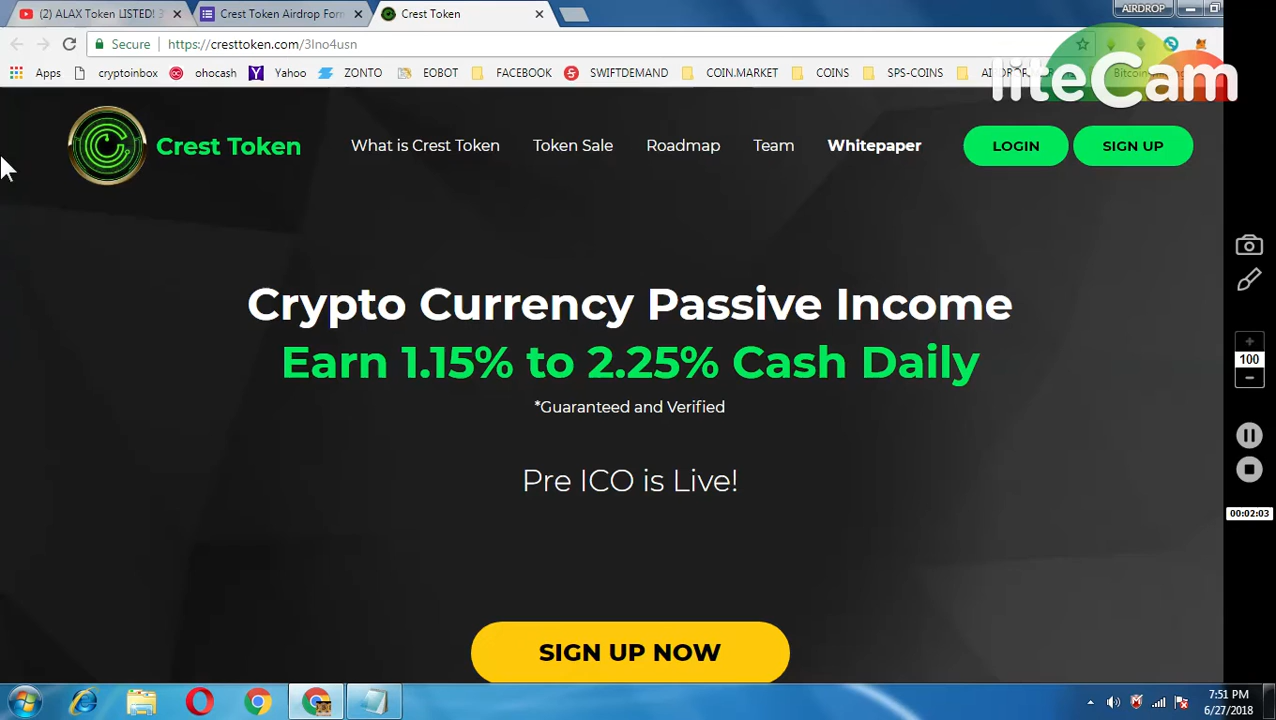 (2) ALAX Token LISTED!
Crest Token Airdrop Form
Crest Token
AIRDROP
Secure
https://cresttoken.com/3lno4usn
Apps
cryptoinbox
ohocash
Yahoo
EOBOT
FACEBOOK
SWIFTDEMAND
COIN.MARKET
COINS
SPS-COINS
liteCam
Crest Token
What is Crest Token
Token Sale
Roadmap
Team
Whitepaper
LOGIN
SIGN UP
Crypto Currency Passive Income
Earn 1.15% to 2.25% Cash Daily
*Guaranteed and Verified
Pre ICO is Live!
SIGN UP NOW
100
00:02:03
7:51 PM
6/27/2018